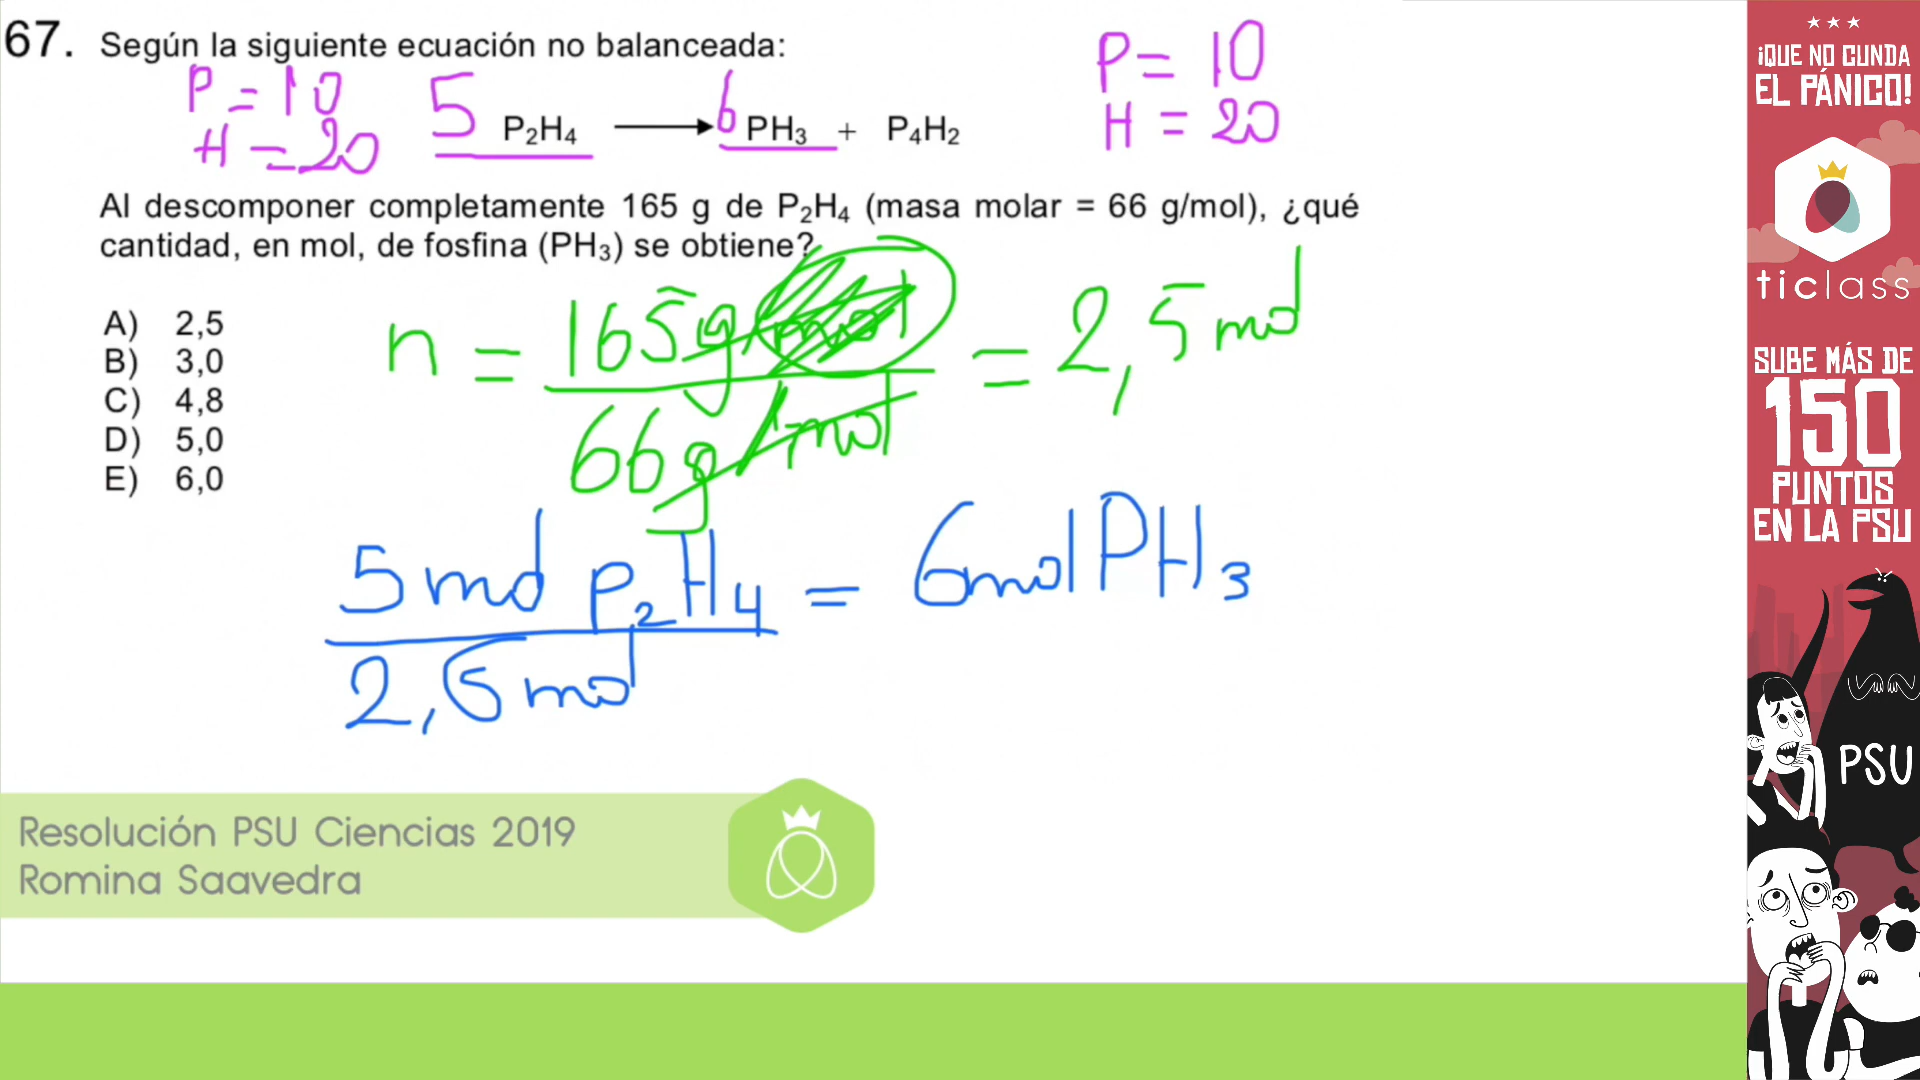 67. Según la siguiente ecuación no balanceada:
P = 10
H = 20
5 P₂H₄ ⟶ 6 PH₃ + P₄H₂
P = 10
H = 20
Al descomponer completamente 165 g de P₂H₄ (masa molar = 66 g/mol), ¿qué
cantidad, en mol, de fosfina (PH₃) se obtiene?
A) 2,5
B) 3,0
C) 4,8
D) 5,0
E) 6,0
n = 165g = 2,5 mol
66g/mol
5 mol P₂H₄ = 6 mol PH₃
2,5 mol
Resolución PSU Ciencias 2019
Romina Saavedra
¡QUE NO CUNDA
EL PÁNICO!
ticlass
SUBE MÁS DE
150
PUNTOS
EN LA PSU
PSU